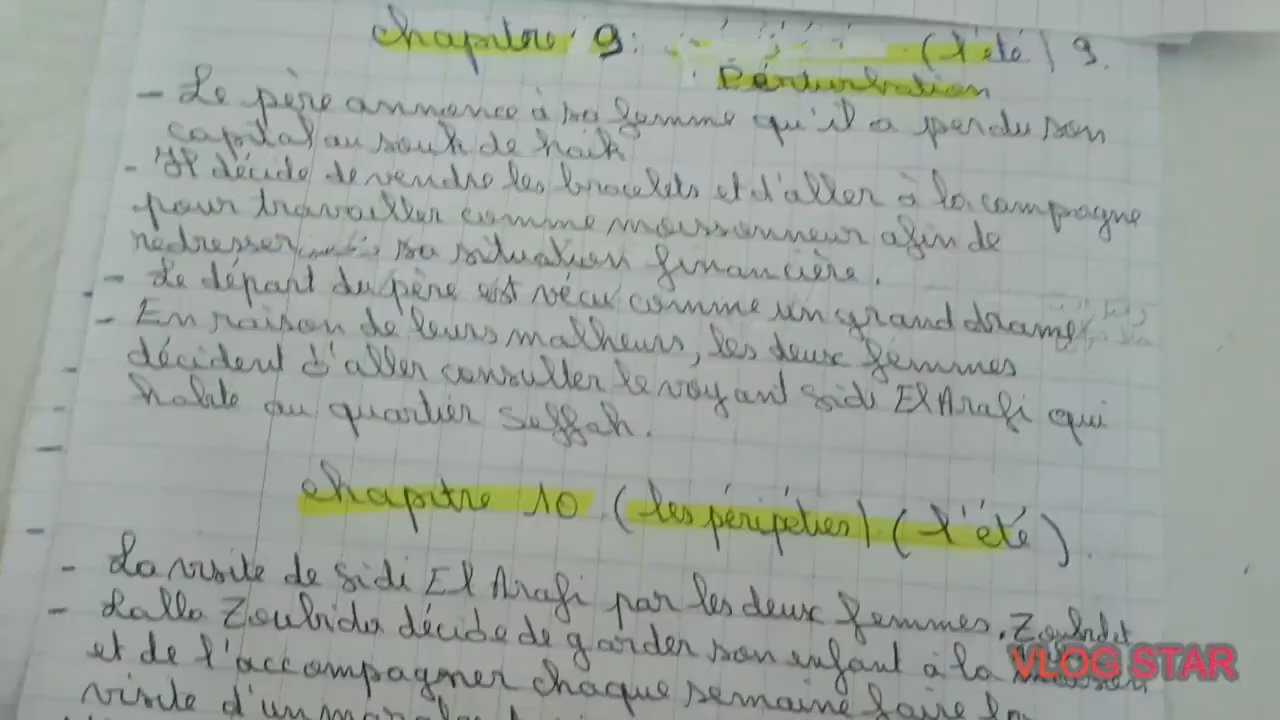 Chapitre 9: (l'été) 9.
Perturbation
- Le père annonce à sa femme qu'il a perdu son
capital au souk de haik
- Il décide de vendre les bracelets et d'aller à la campagne
pour travailler comme moissonneur afin de
redresser sa situation financière.
- Le départ du père est vécu comme un grand drame
- En raison de leurs malheurs, les deux femmes
décident d'aller consulter le voyant Sidi El Arafi qui
habite au quartier Seffah.
Chapitre 10 (les péripéties) (l'été).
- La visite de Sidi El Arafi par les deux femmes. Zoubida
- Lalla Zoubida décide de garder son enfant à la
et de l'accompagner chaque semaine faire la
visite d'un
VLOG STAR